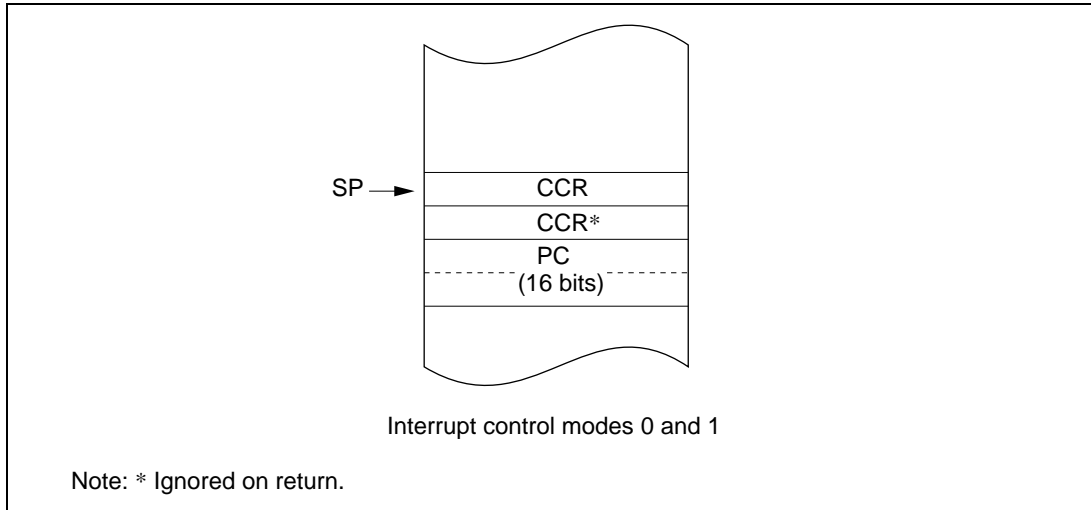 SP
CCR
CCR*
PC
(16 bits)
Interrupt control modes 0 and 1
Note: * Ignored on return.